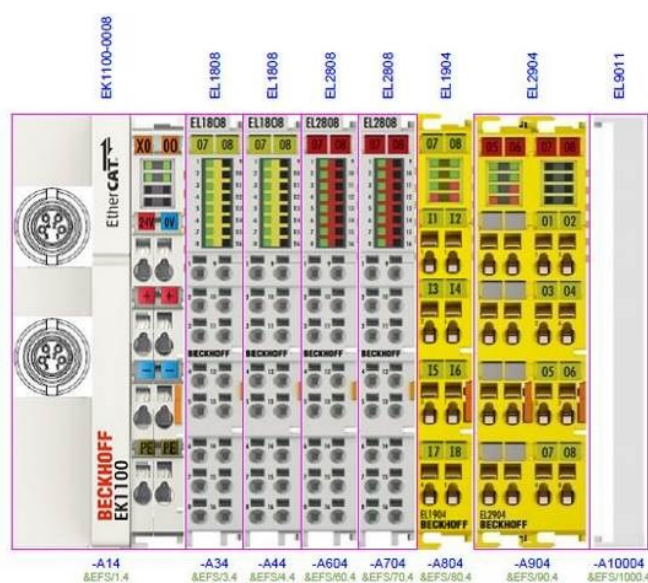 EK1100-0008
EL1808
EL1808
EL2808
EL2808
EL1904
EL2904
EL9011
EL1808 EL1808 EL2808 EL2808
X0 00 07 08 07 08 07 08 07 08 07 08 05 06 07 08
EtherCAT
24V 0V
I1 I2 01 02
+ +
I3 I4 03 04
BECKHOFF BECKHOFF BECKHOFF BECKHOFF
- -
I5 I6 05 06
PE PE
I7 I8 07 08
BECKHOFF
EK1100
EL1904
BECKHOFF
EL2904
BECKHOFF
-A14 -A34 -A44 -A604 -A704 -A804 -A904 -A10004
&EFS/1.4 &EFS/3.4 &EFS/4.4 &EFS/60.4 &EFS/70.4 &EFS/80.4 &EFS/90.4 &EFS/1000.4